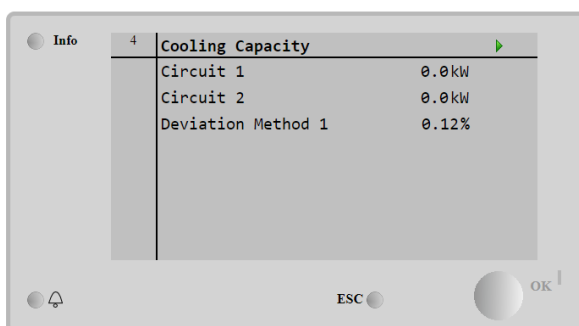 Info
4 Cooling Capacity
Circuit 1 0.0kW
Circuit 2 0.0kW
Deviation Method 1 0.12%
ESC OK